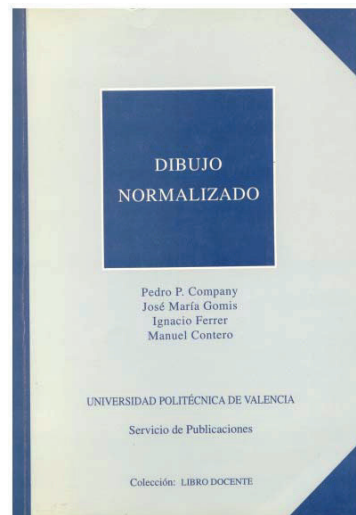 DIBUJO
NORMALIZADO
Pedro P. Company
José María Gomis
Ignacio Ferrer
Manuel Contero
UNIVERSIDAD POLITÉCNICA DE VALENCIA
Servicio de Publicaciones
Colección: LIBRO DOCENTE